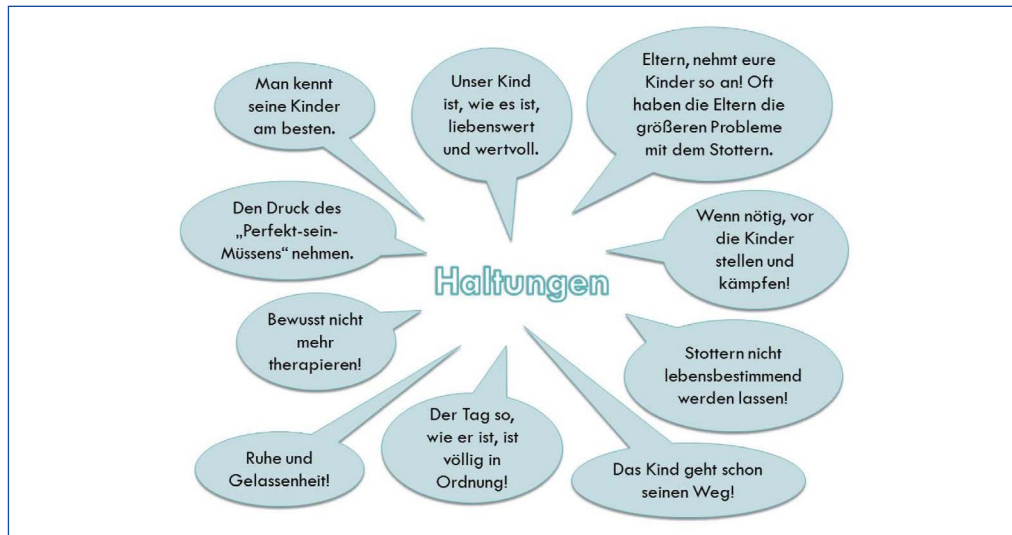 Man kennt
seine Kinder
am besten.
Unser Kind
ist, wie es ist,
liebenswert
und wertvoll.
Eltern, nehmt eure
Kinder so an! Oft
haben die Eltern die
größeren Probleme
mit dem Stottern.
Den Druck des
„Perfekt-sein-
Müssens“ nehmen.
Wenn nötig, vor
die Kinder
stellen und
kämpfen!
Haltungen
Bewusst nicht
mehr
therapieren!
Stottern nicht
lebensbestimmend
werden lassen!
Ruhe und
Gelassenheit!
Der Tag so,
wie er ist, ist
völlig in
Ordnung!
Das Kind geht schon
seinen Weg!